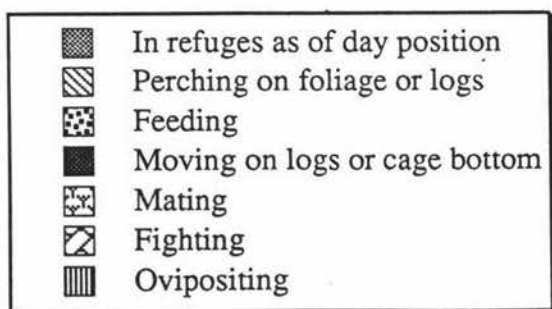 In refuges as of day position
Perching on foliage or logs
Feeding
Moving on logs or cage bottom
Mating
Fighting
Ovipositing